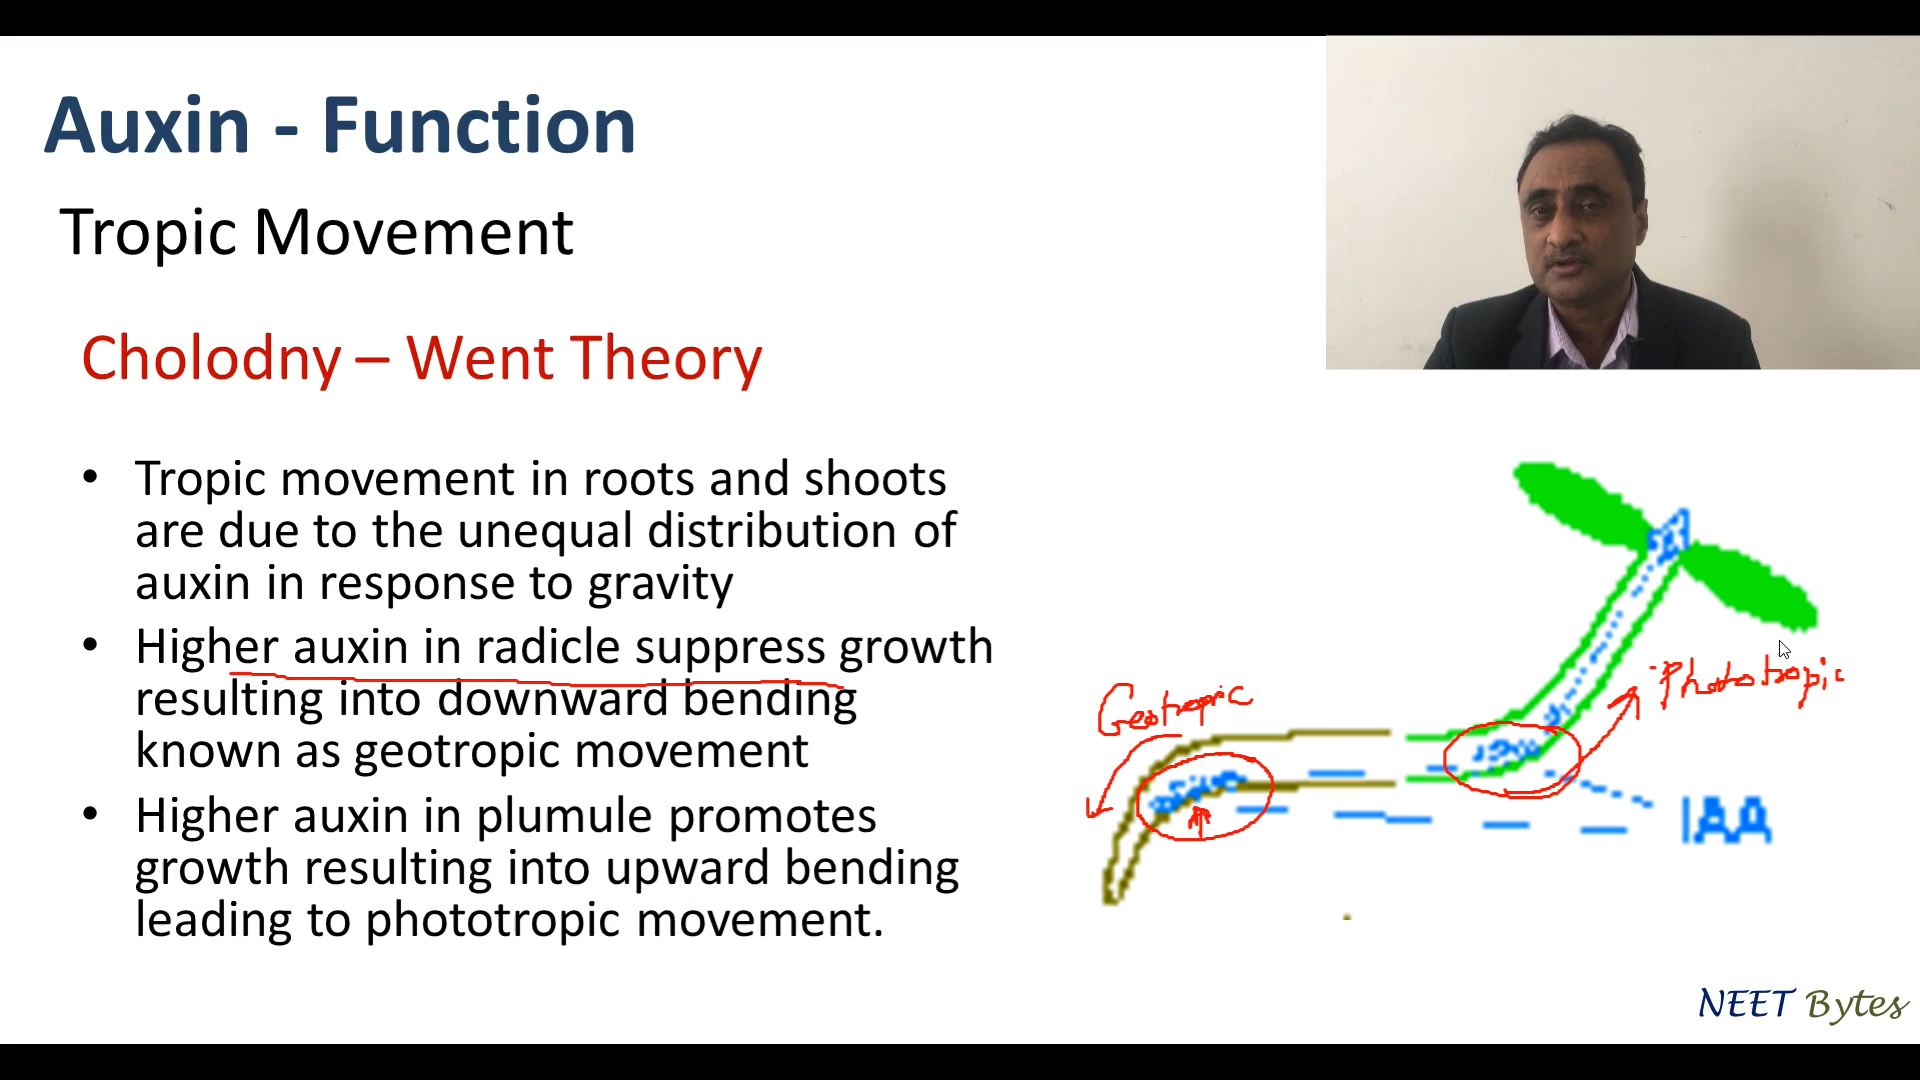 Auxin - Function
Tropic Movement
Cholodny – Went Theory
• Tropic movement in roots and shoots
are due to the unequal distribution of
auxin in response to gravity
• Higher auxin in radicle suppress growth
resulting into downward bending
known as geotropic movement
• Higher auxin in plumule promotes
growth resulting into upward bending
leading to phototropic movement.
Geotropic
Phototropic
IAA
NEET Bytes